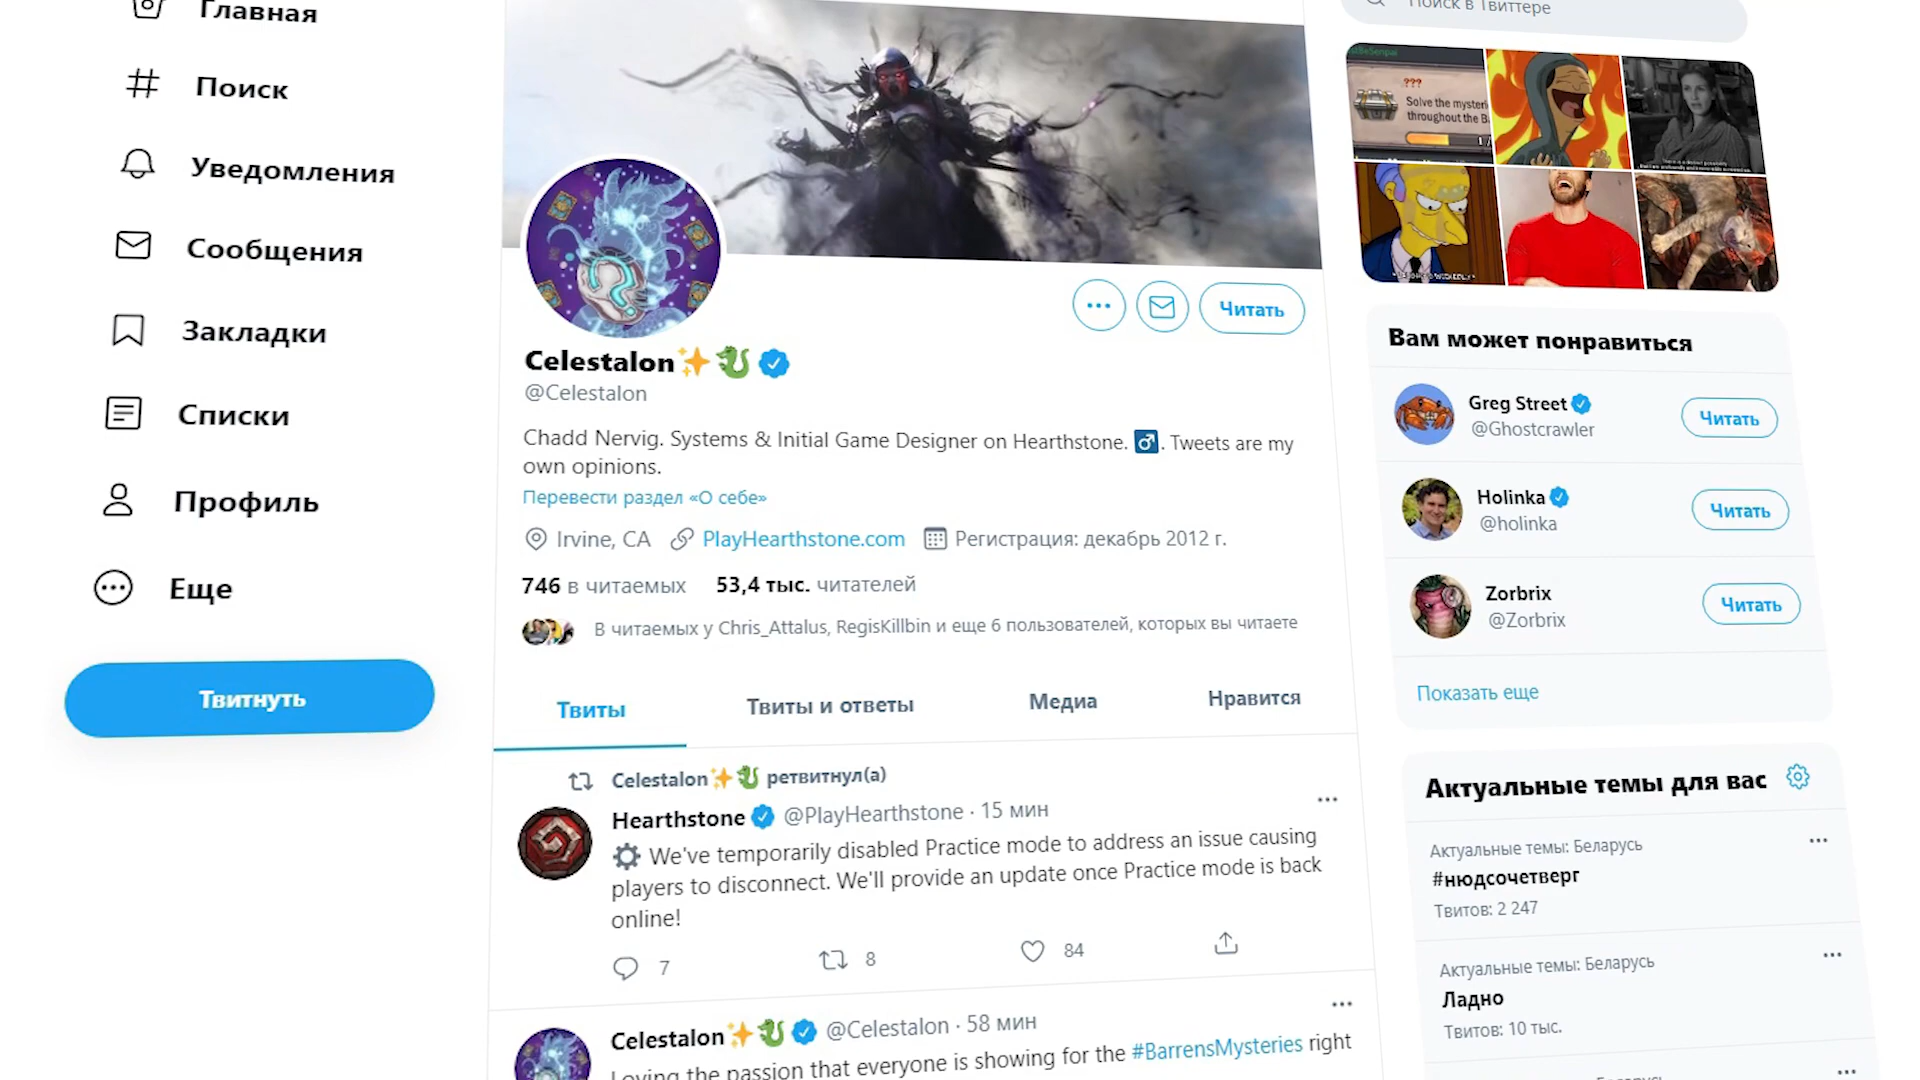 Главная
Поиск
Уведомления
Сообщения
Закладки
Списки
Профиль
Еще
Твитнуть
Читать
Celestalon✨🐉
@Celestalon
Chadd Nervig. Systems & Initial Game Designer on Hearthstone. ♂️. Tweets are my
own opinions.
Перевести раздел «О себе»
Irvine, CA PlayHearthstone.com Регистрация: декабрь 2012 г.
746 в читаемых 53,4 тыс. читателей
В читаемых у Chris_Attalus, RegisKillbin и еще 6 пользователей, которых вы читаете
Твиты Твиты и ответы Медиа Нравится
Celestalon✨🐉 ретвитнул(а)
Hearthstone @PlayHearthstone · 15 мин
⚙️ We've temporarily disabled Practice mode to address an issue causing
players to disconnect. We'll provide an update once Practice mode is back
online!
7 8 84
Celestalon✨🐉 @Celestalon · 58 мин
Loving the passion that everyone is showing for the #BarrensMysteries right
Поиск в Твиттере
???
Solve the mysteri
throughout the B
Вам может понравиться
Greg Street
@Ghostcrawler
Читать
Holinka
@holinka
Читать
Zorbrix
@Zorbrix
Читать
Показать еще
Актуальные темы для вас
Актуальные темы: Беларусь
#нюдсочетверг
Твитов: 2 247
Актуальные темы: Беларусь
Ладно
Твитов: 10 тыс.